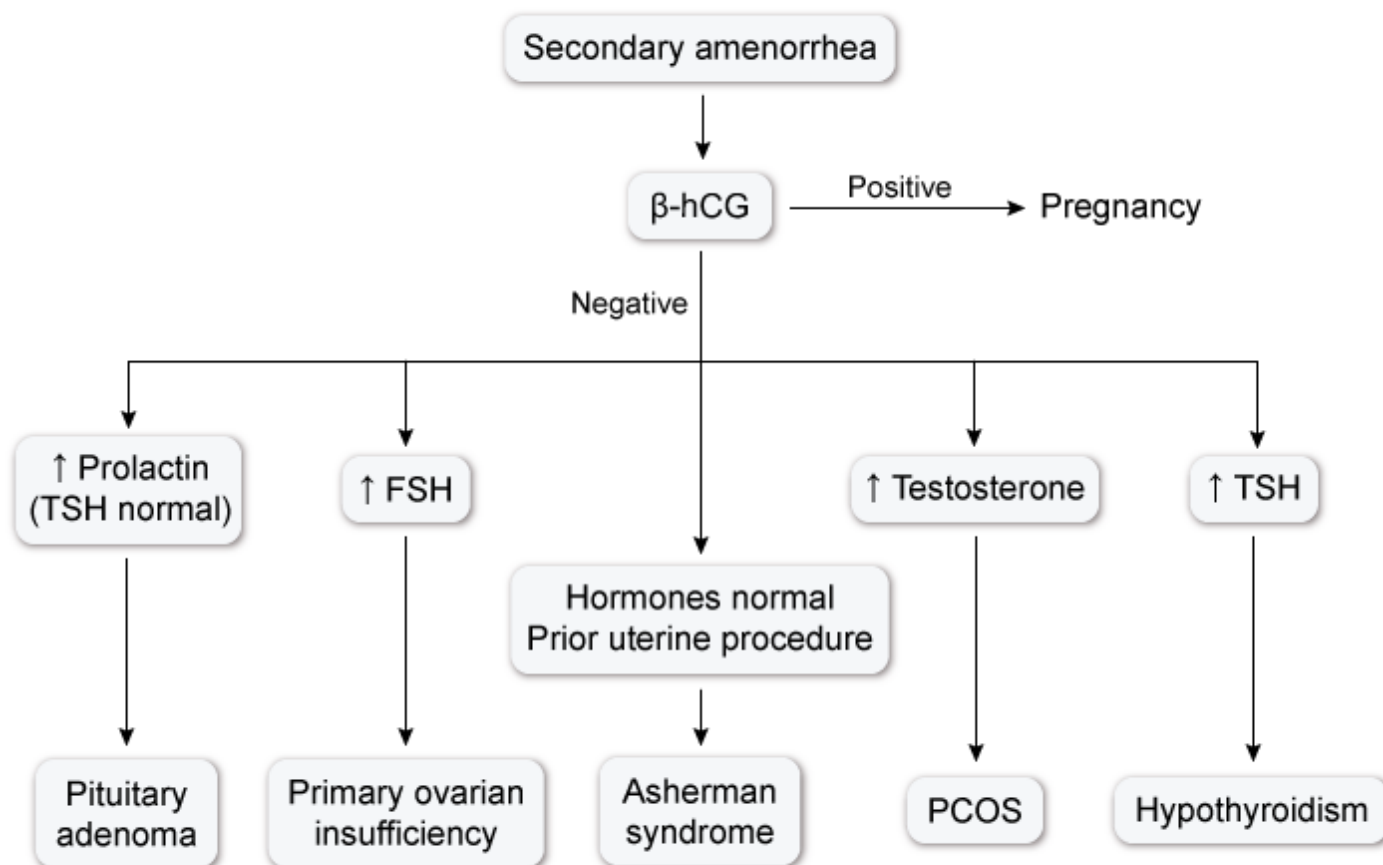 Secondary amenorrhea
β-hCG
Positive
Pregnancy
Negative
↑ Prolactin
(TSH normal)
↑ FSH
Hormones normal
Prior uterine procedure
↑ Testosterone
↑ TSH
Pituitary
adenoma
Primary ovarian
insufficiency
Asherman
syndrome
PCOS
Hypothyroidism